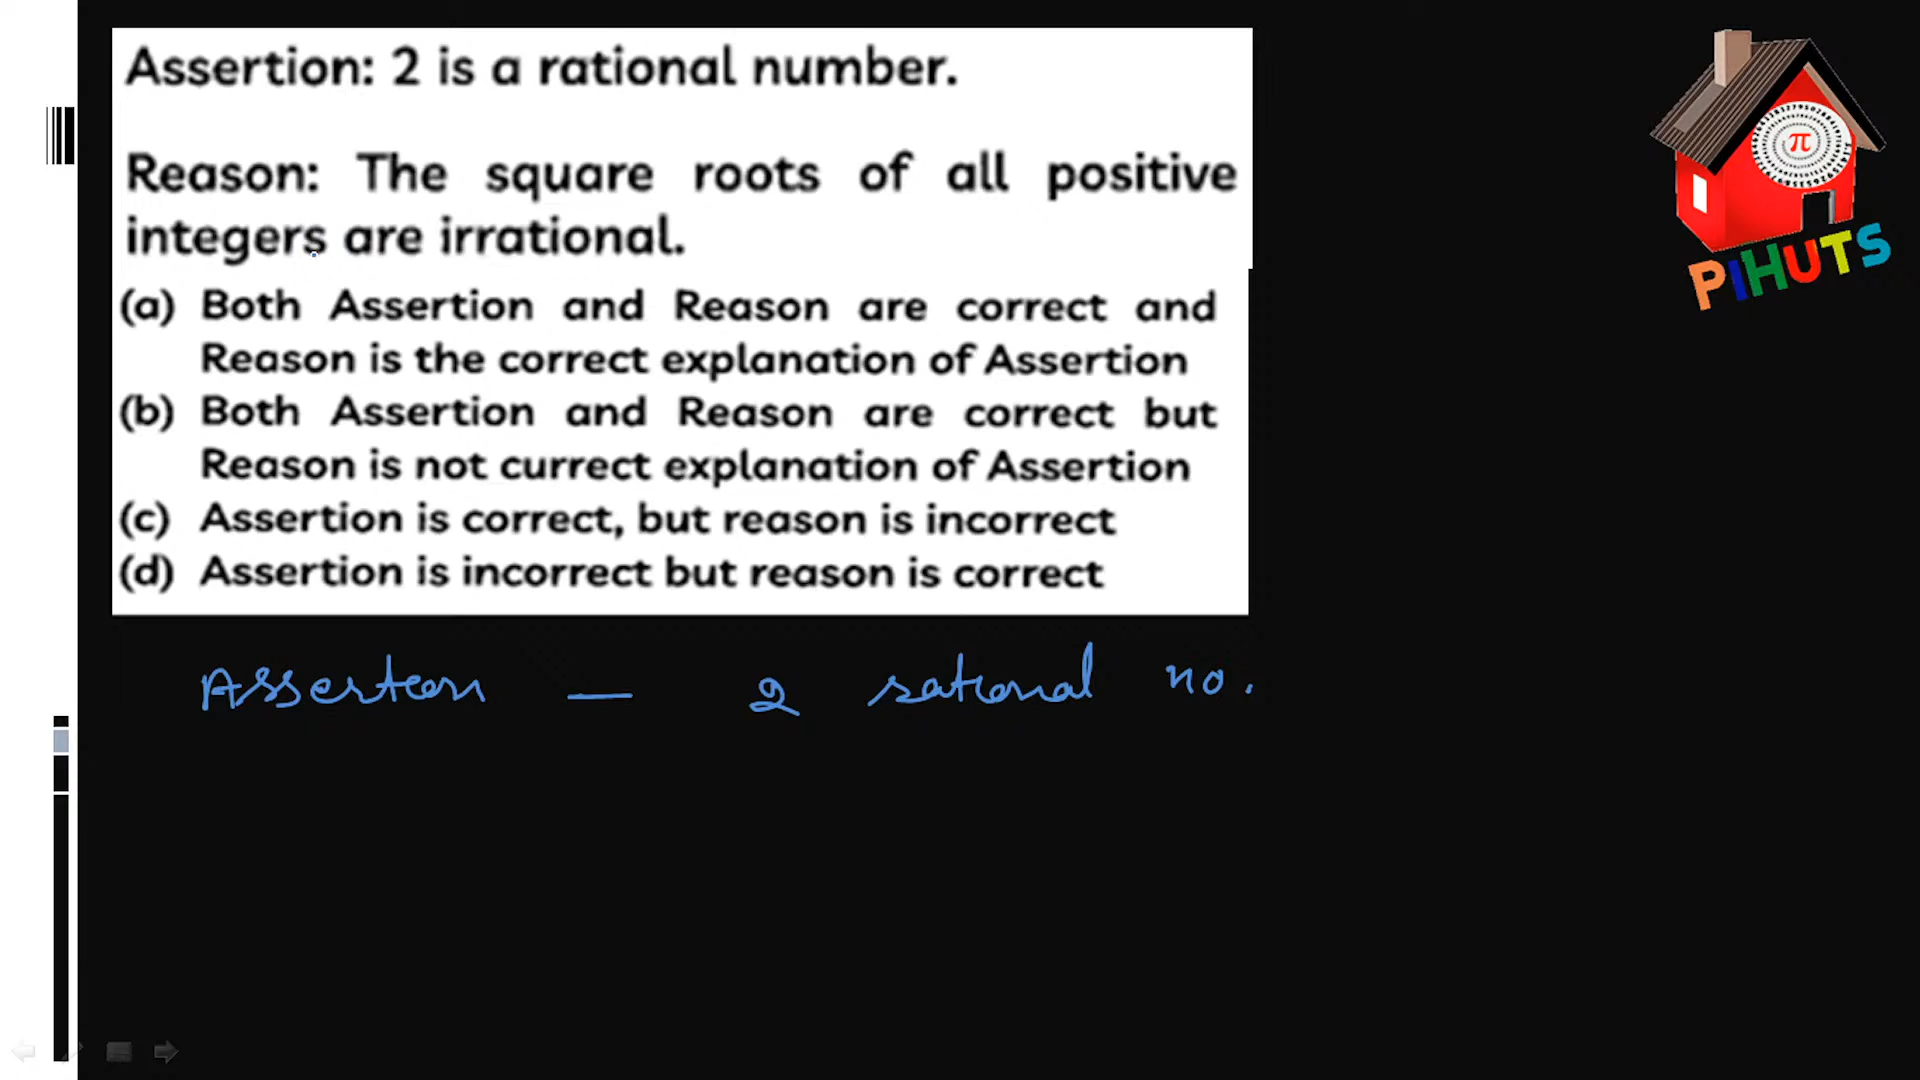 Assertion: 2 is a rational number.
Reason: The square roots of all positive
integers are irrational.
(a) Both Assertion and Reason are correct and
Reason is the correct explanation of Assertion
(b) Both Assertion and Reason are correct but
Reason is not currect explanation of Assertion
(c) Assertion is correct, but reason is incorrect
(d) Assertion is incorrect but reason is correct
Assertion — 2 rational no.
π
PIHUTS